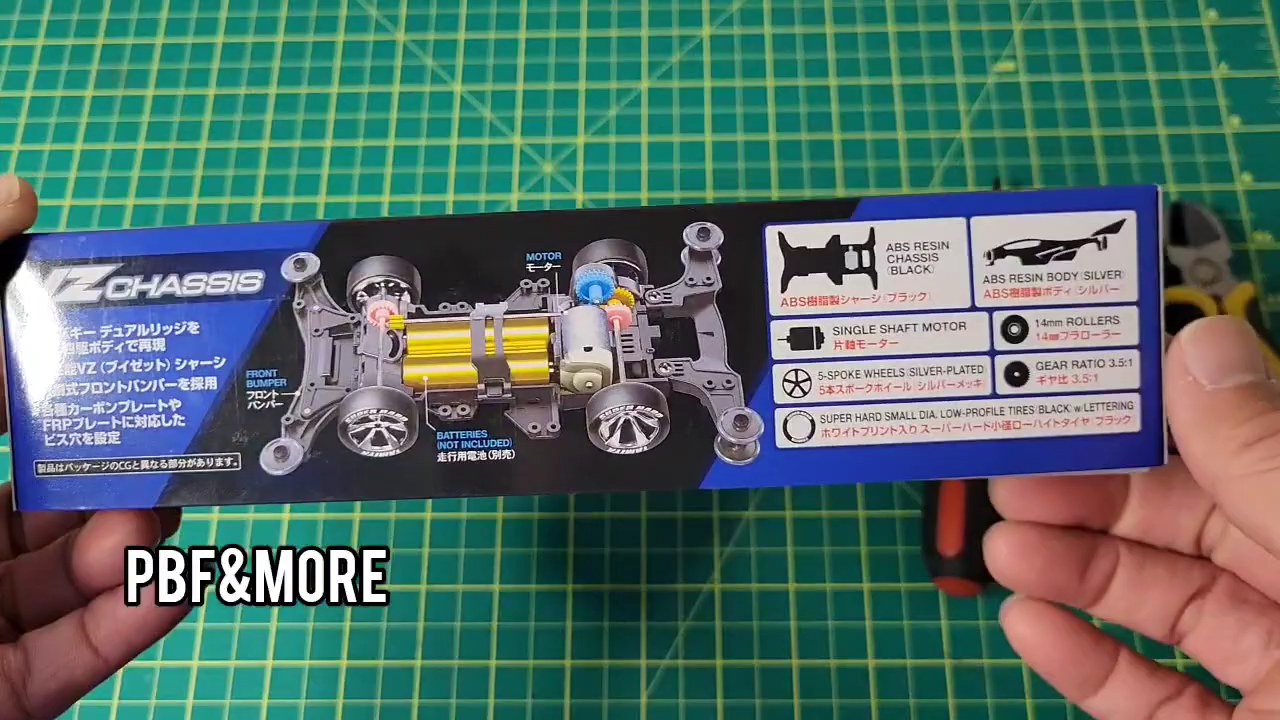 VZ CHASSIS
キー デュアルリッジを
駆ボディで再現
VZ(ブイゼット)シャーシ
式フロントバンパーを採用
各種カーボンプレートや
FRPプレートに対応した
ビス穴を設定
製品はパッケージのCGと異なる部分があります。
FRONT
BUMPER
フロント
バンパー
MOTOR
モーター
BATTERIES
(NOT INCLUDED)
走行用電池(別売)
SUPER HARD
TAMIYA
SUPER HARD
TAMIYA
ABS RESIN
CHASSIS
(BLACK)
ABS樹脂製シャーシ(ブラック)
ABS RESIN BODY (SILVER)
ABS樹脂製ボディ(シルバー)
SINGLE SHAFT MOTOR
片軸モーター
14mm ROLLERS
14㎜プラローラー
5-SPOKE WHEELS (SILVER-PLATED)
5本スポークホイール(シルバーメッキ)
GEAR RATIO 3.5:1
ギヤ比 3.5:1
SUPER HARD SMALL DIA. LOW-PROFILE TIRES (BLACK) w/LETTERING
ホワイトプリント入りスーパーハード小径ローハイトタイヤ(ブラック)
PBF&MORE